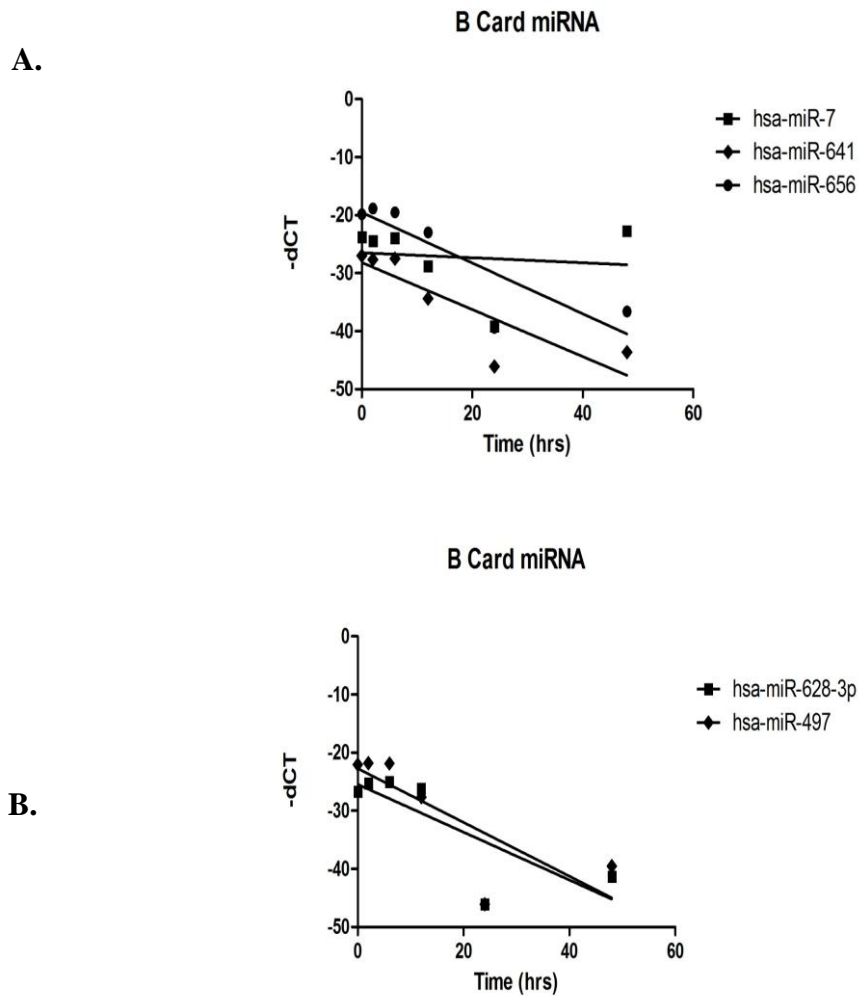 B Card miRNA
A.
0
-10
-20
-30
-40
-50
-dCT
0 20 40 60
Time (hrs)
hsa-miR-7
hsa-miR-641
hsa-miR-656
B Card miRNA
B.
0
-10
-20
-30
-40
-50
-dCT
0 20 40 60
Time (hrs)
hsa-miR-628-3p
hsa-miR-497